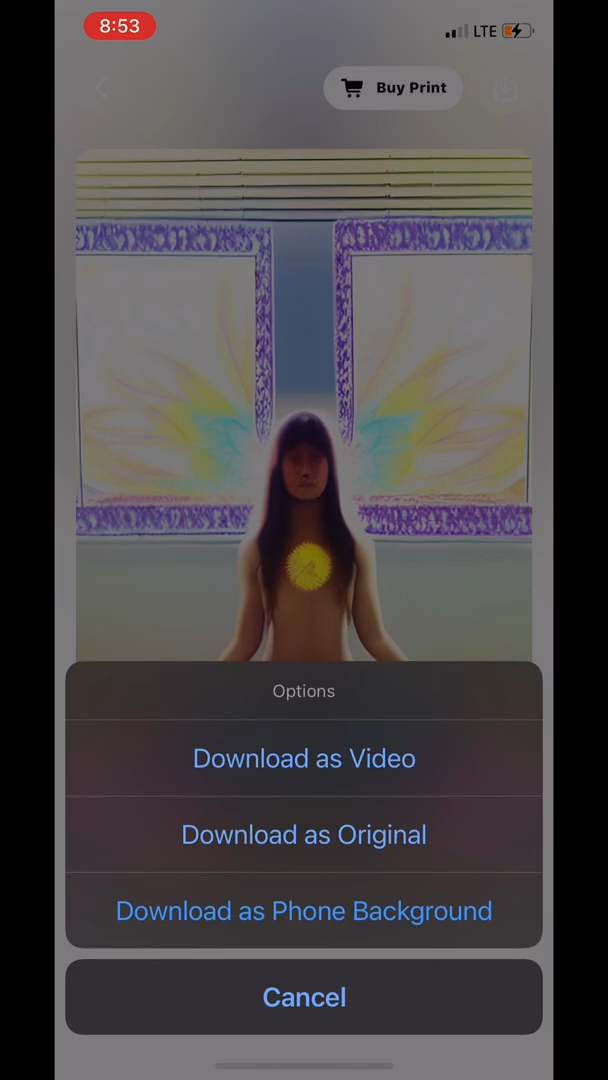 8:53
LTE
Buy Print
Options
Download as Video
Download as Original
Download as Phone Background
Cancel